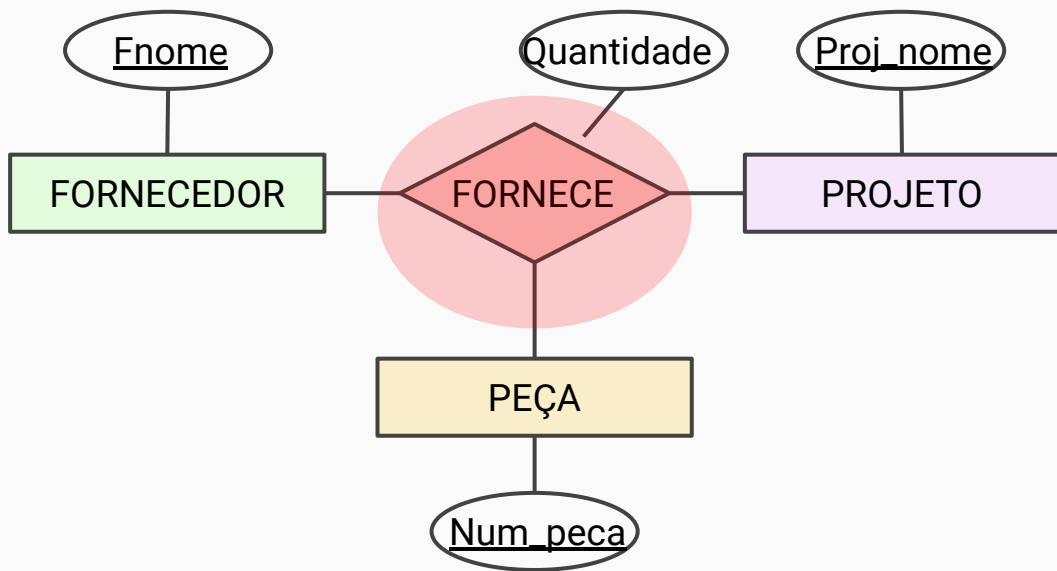 Fnome
Quantidade
Proj_nome
FORNECEDOR
FORNECE
PROJETO
PEÇA
Num_peca